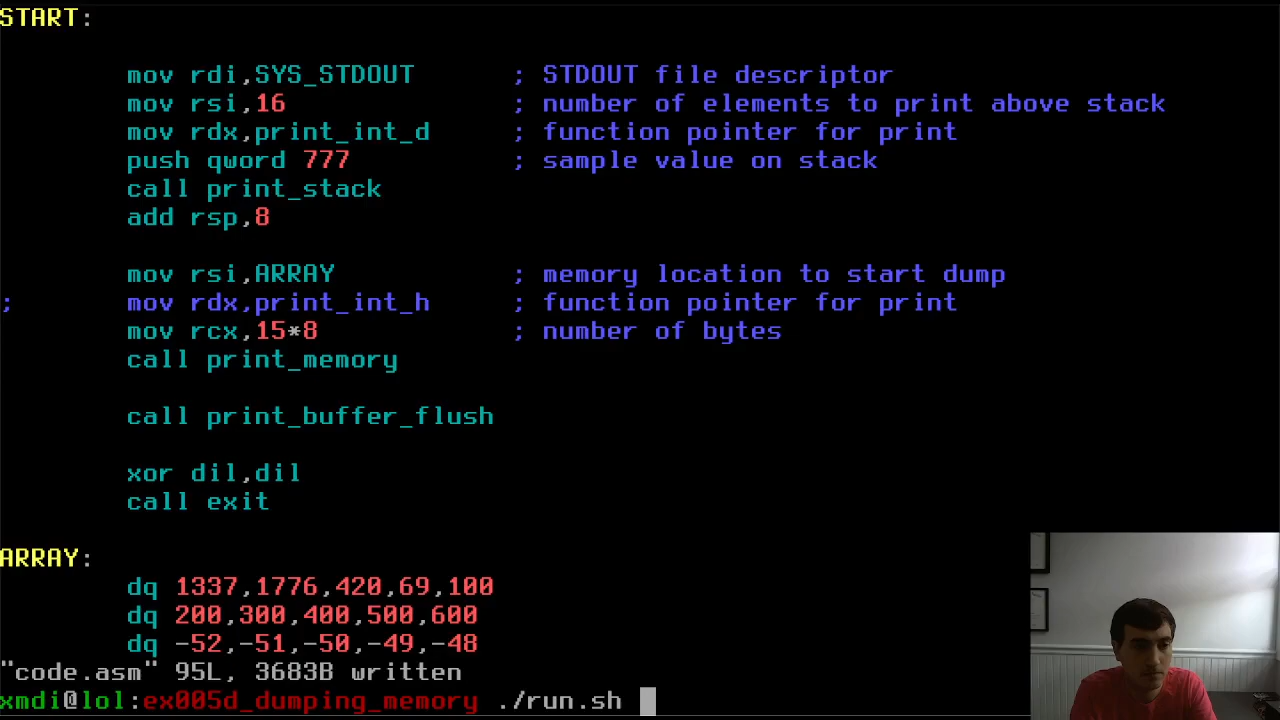 START:
mov rdi,SYS_STDOUT ; STDOUT file descriptor
mov rsi,16 ; number of elements to print above stack
mov rdx,print_int_d ; function pointer for print
push qword 777 ; sample value on stack
call print_stack
add rsp,8
mov rsi,ARRAY ; memory location to start dump
; mov rdx,print_int_h ; function pointer for print
mov rcx,15*8 ; number of bytes
call print_memory
call print_buffer_flush
xor dil,dil
call exit
ARRAY:
dq 1337,1776,420,69,100
dq 200,300,400,500,600
dq -52,-51,-50,-49,-48
"code.asm" 95L, 3683B written
xmdi@lol:ex005d_dumping_memory ./run.sh